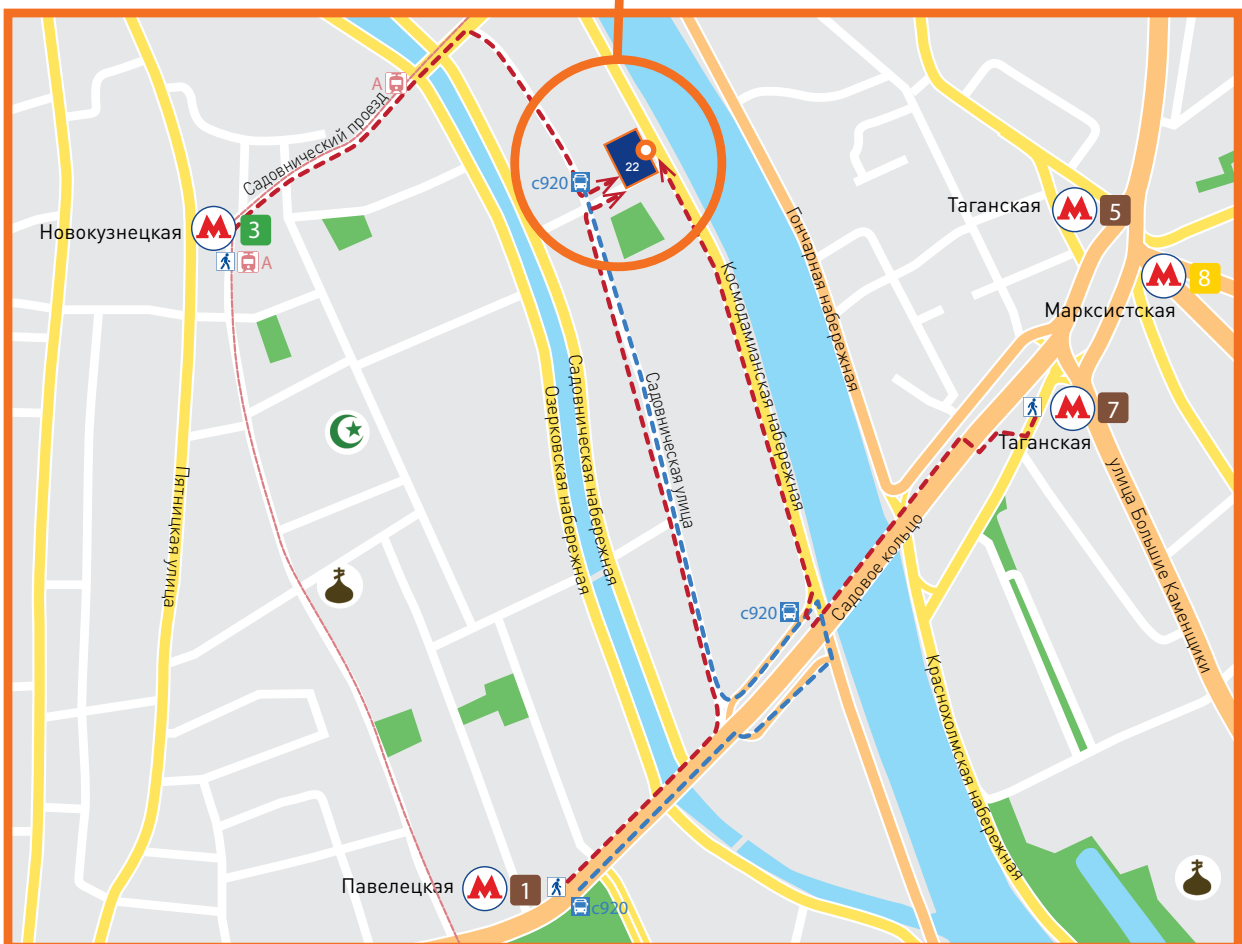 А
Садовнический проезд
22
с920
Новокузнецкая
М 3
А
Таганская
М 5
М 8
Марксистская
Гончарная набережная
Космодамианская набережная
М 7
Таганская
Садовническая набережная
Озерковская набережная
Садовническая улица
Пятницкая улица
улица Большие Каменщики
Садовое кольцо
с920
Краснохолмская набережная
Павелецкая
М 1
с920